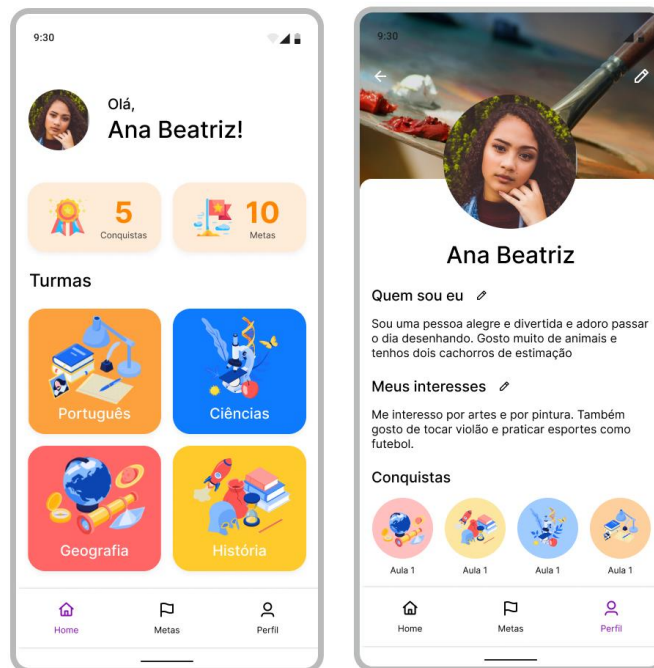 9:30
Olá,
Ana Beatriz!
5
Conquistas
10
Metas
Turmas
Português
Ciências
Geografia
História
Home
Metas
Perfil
9:30
Ana Beatriz
Quem sou eu
Sou uma pessoa alegre e divertida e adoro passar
o dia desenhando. Gosto muito de animais e
tenhos dois cachorros de estimação
Meus interesses
Me interesso por artes e por pintura. Também
gosto de tocar violão e praticar esportes como
futebol.
Conquistas
Aula 1
Aula 1
Aula 1
Aula 1
Home
Metas
Perfil